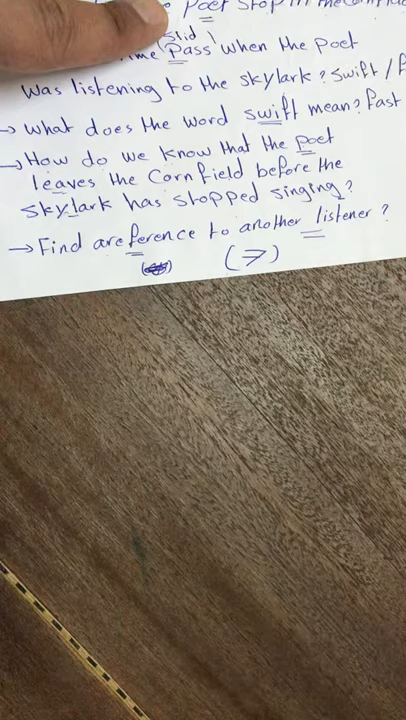 Poet stop in the
slid
Pass when the poet
Was listening to the skylark? swift / f
→ What does the word swift mean? fast
→ How do we know that the poet
leaves the Cornfield before the
skylark has stopped singing?
→ Find a reference to another listener?
(7)